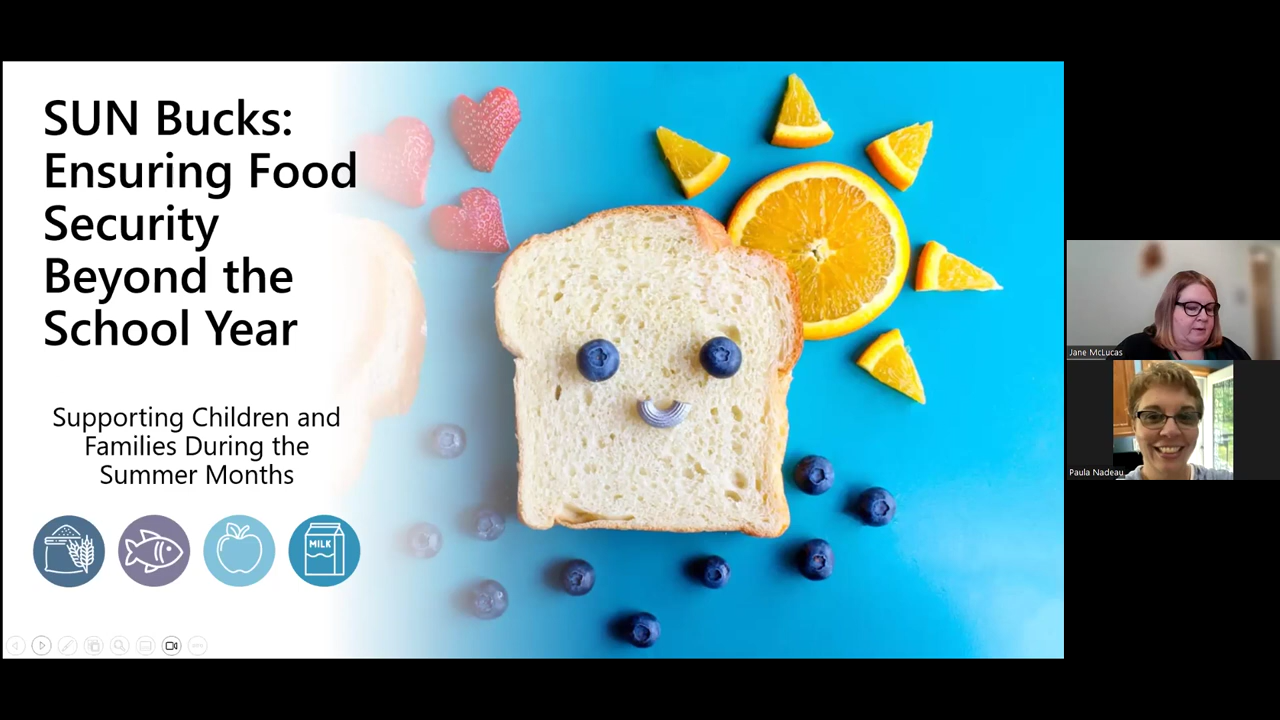 SUN Bucks:
Ensuring Food
Security
Beyond the
School Year
Supporting Children and
Families During the
Summer Months
MILK
Jane McLucas
Paula Nadeau